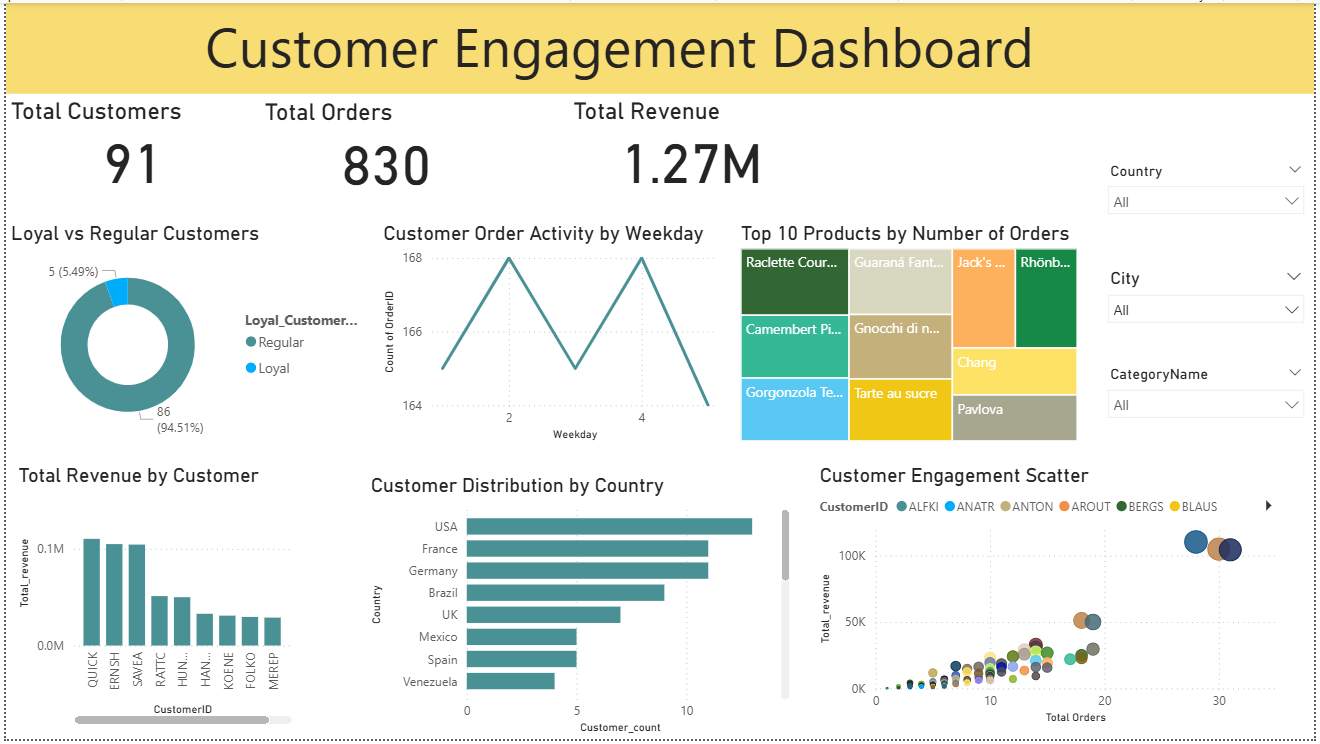 Customer Engagement Dashboard
Total Customers
91
Total Orders
830
Total Revenue
1.27M
Country
All
City
All
CategoryName
All
Loyal vs Regular Customers
5 (5.49%)
86
(94.51%)
Loyal_Customer...
Regular
Loyal
Customer Order Activity by Weekday
Count of OrderID
168
166
164
2
4
Weekday
Top 10 Products by Number of Orders
Raclette Cour...
Camembert Pi...
Gorgonzola Te...
Guaraná Fant...
Gnocchi di n...
Tarte au sucre
Jack's ...
Rhönb...
Chang
Pavlova
Total Revenue by Customer
Total_revenue
0.1M
0.0M
QUICK
ERNSH
SAVEA
RATTC
HUN...
HAN...
KOENE
FOLKO
MEREP
CustomerID
Customer Distribution by Country
Country
USA
France
Germany
Brazil
UK
Mexico
Spain
Venezuela
0
5
10
Customer_count
Customer Engagement Scatter
CustomerID ALFKI ANATR ANTON AROUT BERGS BLAUS
Total_revenue
100K
50K
0K
0
10
20
30
Total Orders